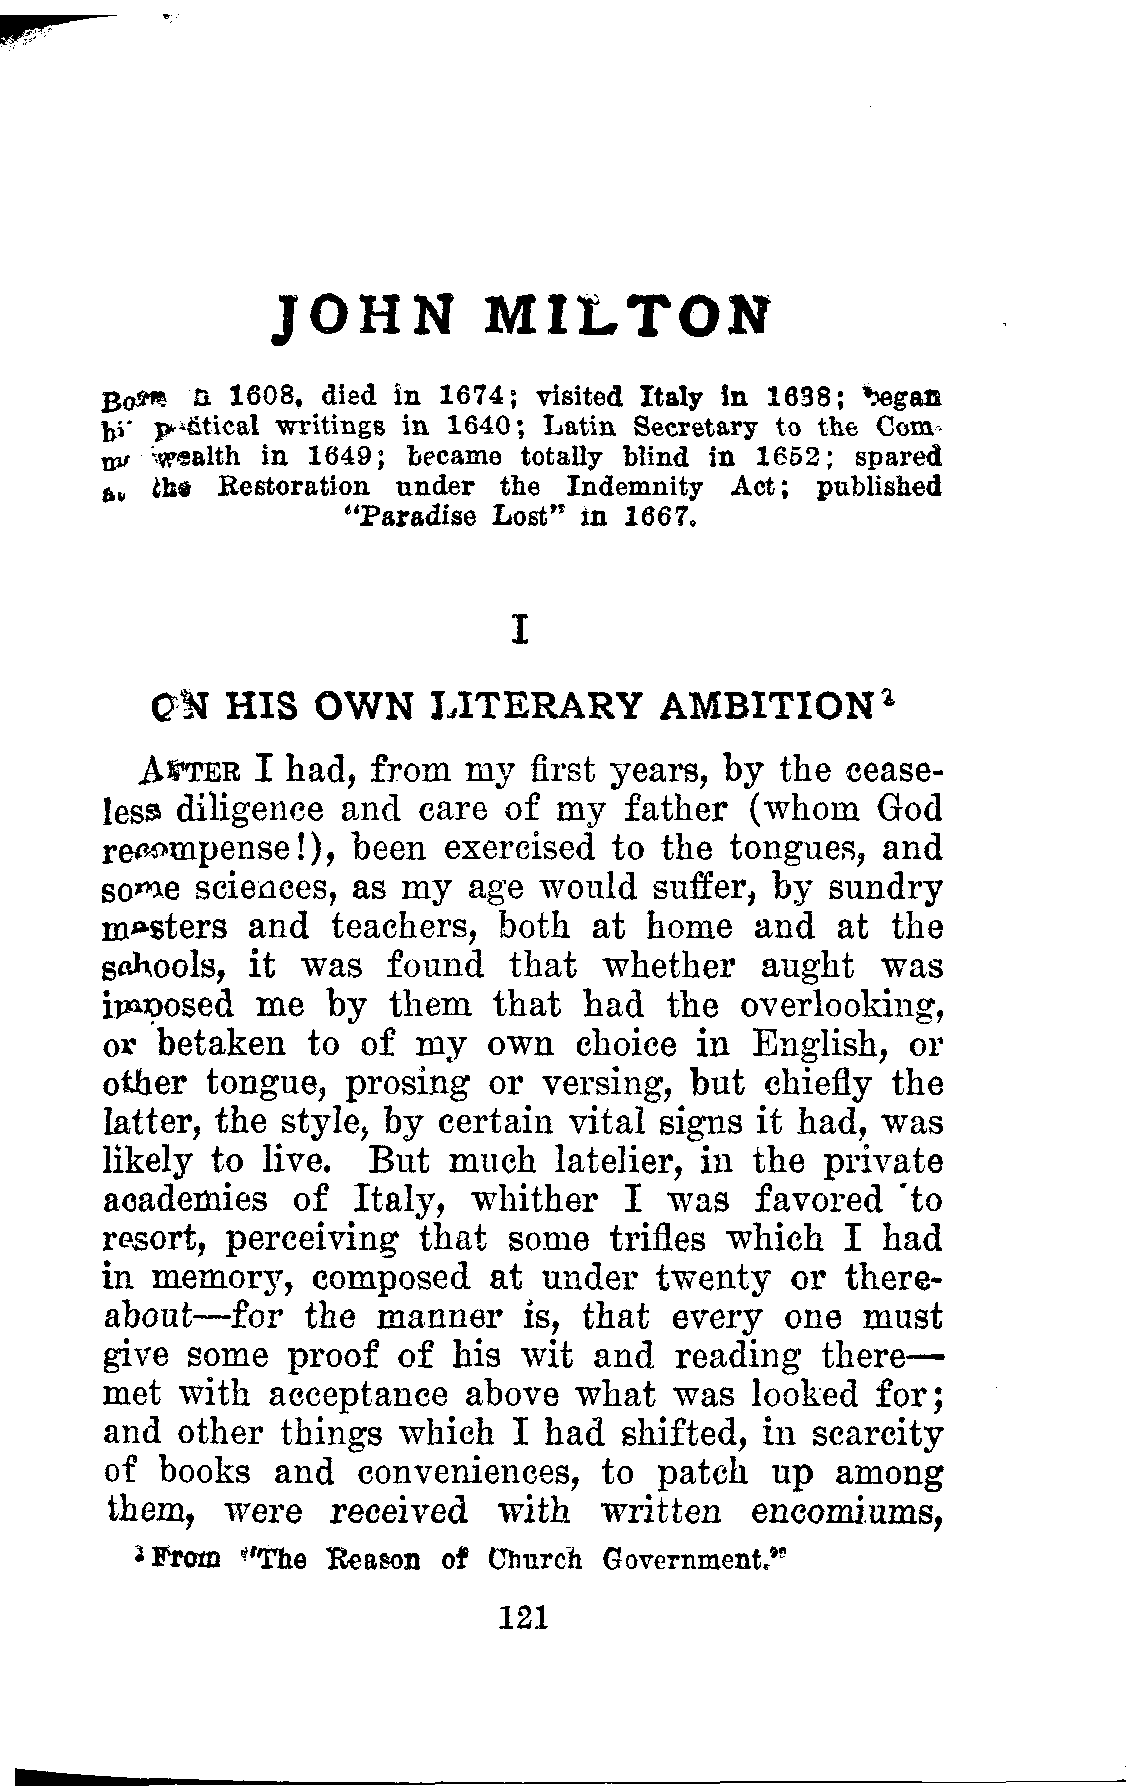 JOHN MILTON
Born in 1608, died in 1674; visited Italy in 1638; began
his political writings in 1640; Latin Secretary to the Com-
wealth in 1649; became totally blind in 1652; spared
at the Restoration under the Indemnity Act; published
"Paradise Lost" in 1667.
I
ON HIS OWN LITERARY AMBITION¹
AFTER I had, from my first years, by the cease-
less diligence and care of my father (whom God
recompense!), been exercised to the tongues, and
some sciences, as my age would suffer, by sundry
masters and teachers, both at home and at the
schools, it was found that whether aught was
imposed me by them that had the overlooking,
or betaken to of my own choice in English, or
other tongue, prosing or versing, but chiefly the
latter, the style, by certain vital signs it had, was
likely to live. But much latelier, in the private
academies of Italy, whither I was favored to
resort, perceiving that some trifles which I had
in memory, composed at under twenty or there-
about—for the manner is, that every one must
give some proof of his wit and reading there—
met with acceptance above what was looked for;
and other things which I had shifted, in scarcity
of books and conveniences, to patch up among
them, were received with written encomiums,
¹ From "The Reason of Church Government."
121